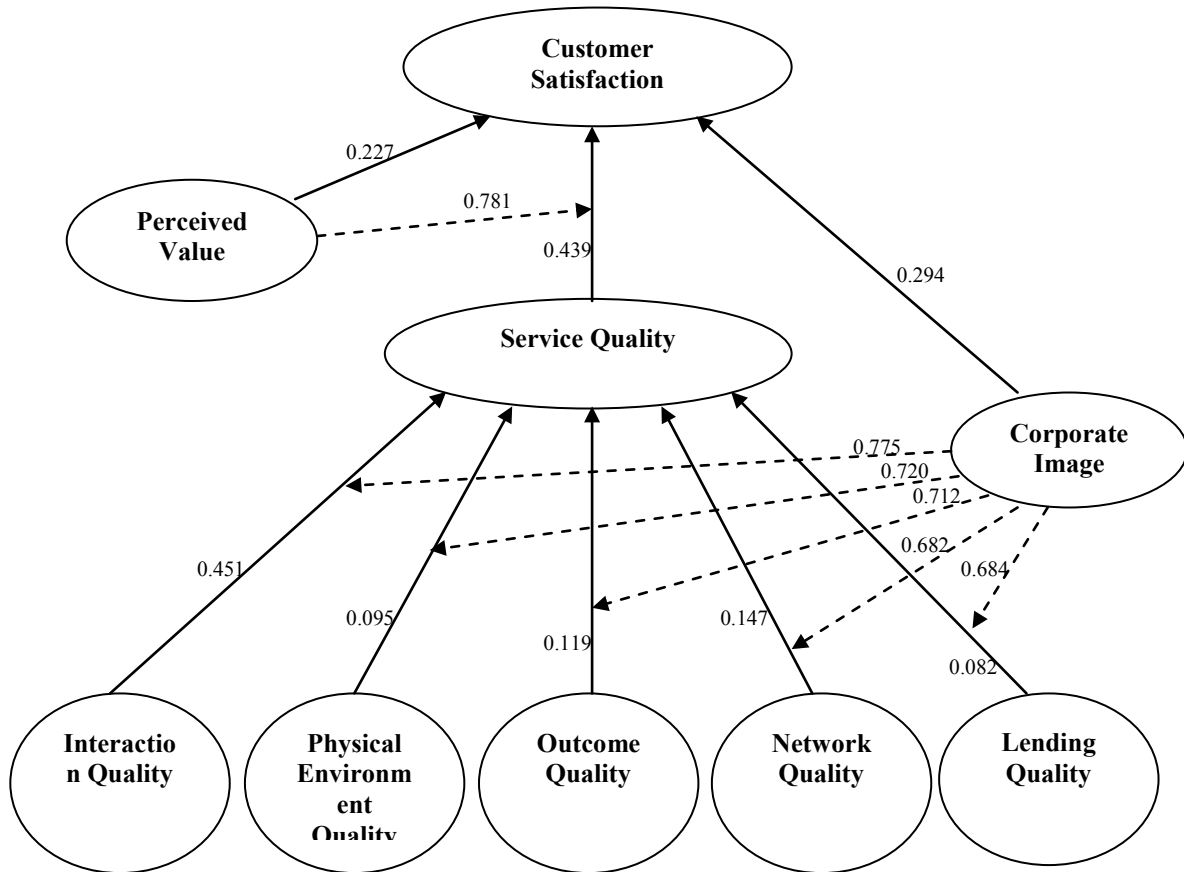 Customer
Satisfaction
0.227
Perceived
Value
0.781
0.439
0.294
Service Quality
Corporate
Image
0.775
0.720
0.712
0.682
0.684
0.451
0.095
0.119
0.147
0.082
Interactio
n Quality
Physical
Environm
ent
Quality
Outcome
Quality
Network
Quality
Lending
Quality